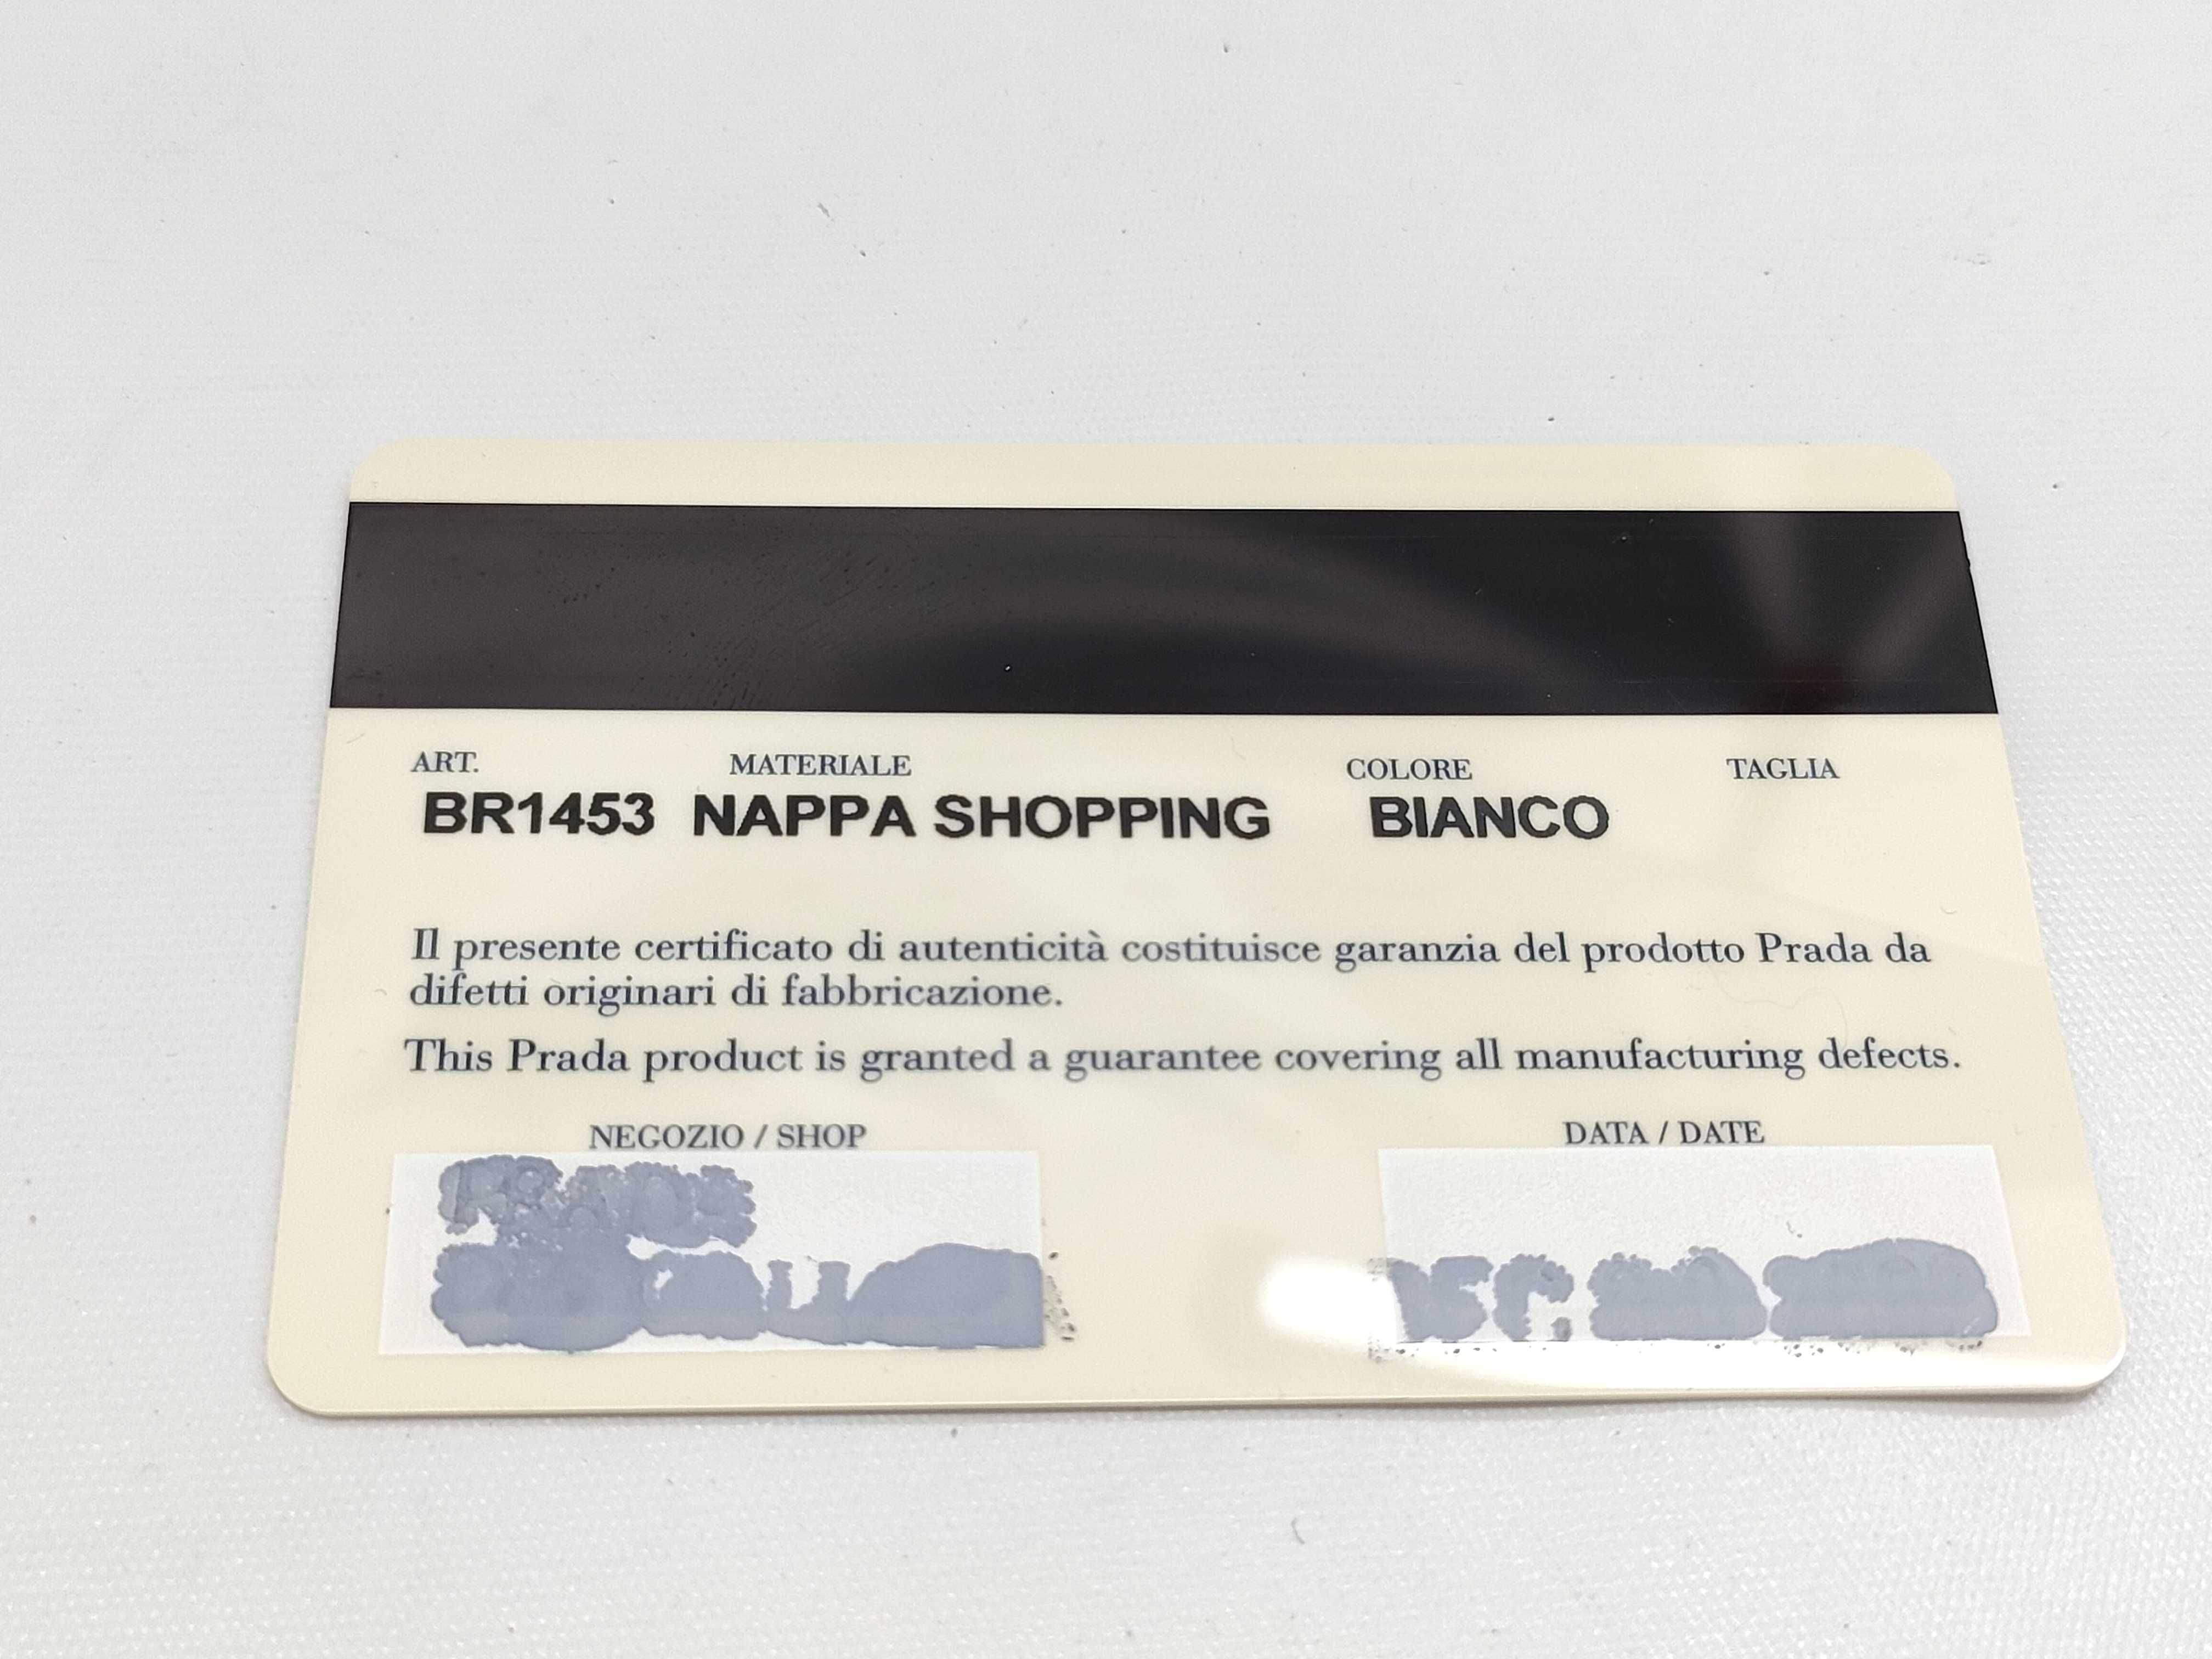 ART. MATERIALE COLORE TAGLIA
BR1453 NAPPA SHOPPING BIANCO
Il presente certificato di autenticità costituisce garanzia del prodotto Prada da
difetti originari di fabbricazione.
This Prada product is granted a guarantee covering all manufacturing defects.
NEGOZIO / SHOP DATA / DATE